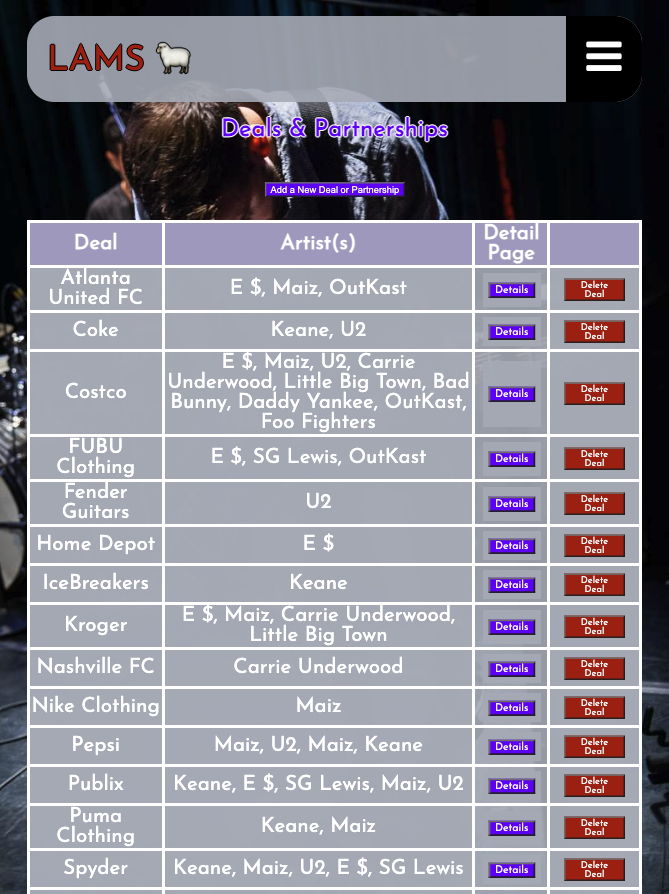 LAMS
Deals & Partnerships
Add a New Deal or Partnership
Deal Artist(s) Detail
Page
Atlanta
United FC E $, Maiz, OutKast Details Delete
Deal
Coke Keane, U2 Details Delete
Deal
Costco E $, Maiz, U2, Carrie
Underwood, Little Big Town, Bad
Bunny, Daddy Yankee, OutKast,
Foo Fighters Details Delete
Deal
FUBU
Clothing E $, SG Lewis, OutKast Details Delete
Deal
Fender
Guitars U2 Details Delete
Deal
Home Depot E $ Details Delete
Deal
IceBreakers Keane Details Delete
Deal
Kroger E $, Maiz, Carrie Underwood,
Little Big Town Details Delete
Deal
Nashville FC Carrie Underwood Details Delete
Deal
Nike Clothing Maiz Details Delete
Deal
Pepsi Maiz, U2, Maiz, Keane Details Delete
Deal
Publix Keane, E $, SG Lewis, Maiz, U2 Details Delete
Deal
Puma
Clothing Keane, Maiz Details Delete
Deal
Spyder Keane, Maiz, U2, E $, SG Lewis Details Delete
Deal